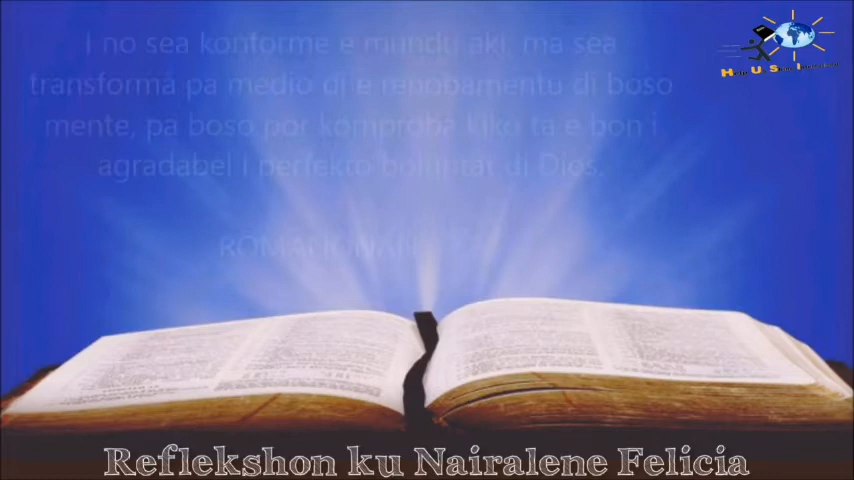 I no sea konforme e mundu aki, ma sea
transformá pa medio di e renobamentu di boso
mente, pa boso por komprobá kiko ta e bon i
agradabel i perfekto boluntat di Dios.
ROMANONAN
Reflekshon ku Nairalene Felicia